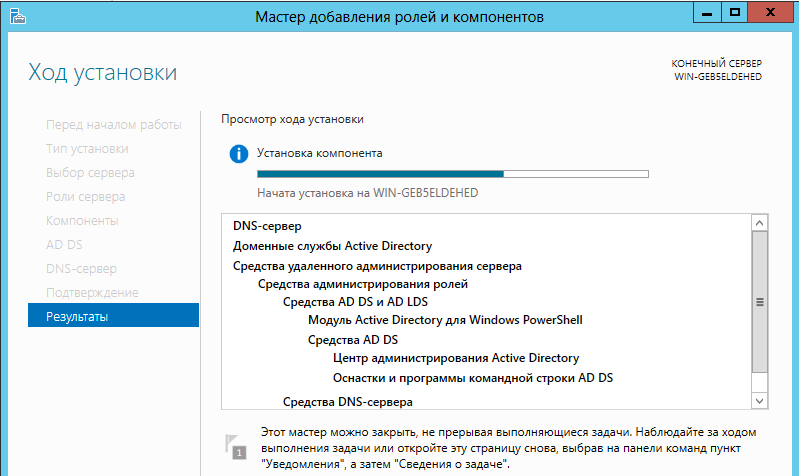 Мастер добавления ролей и компонентов
Ход установки
КОНЕЧНЫЙ СЕРВЕР
WIN-GEB5ELDEHED
Перед началом работы
Тип установки
Выбор сервера
Роли сервера
Компоненты
AD DS
DNS-сервер
Подтверждение
Результаты
Просмотр хода установки
Установка компонента
Начата установка на WIN-GEB5ELDEHED
DNS-сервер
Доменные службы Active Directory
Средства удаленного администрирования сервера
Средства администрирования ролей
Средства AD DS и AD LDS
Модуль Active Directory для Windows PowerShell
Средства AD DS
Центр администрирования Active Directory
Оснастки и программы командной строки AD DS
Средства DNS-сервера
1
Этот мастер можно закрыть, не прерывая выполняющиеся задачи. Наблюдайте за ходом
выполнения задачи или откройте эту страницу снова, выбрав на панели команд пункт
"Уведомления", а затем "Сведения о задаче".